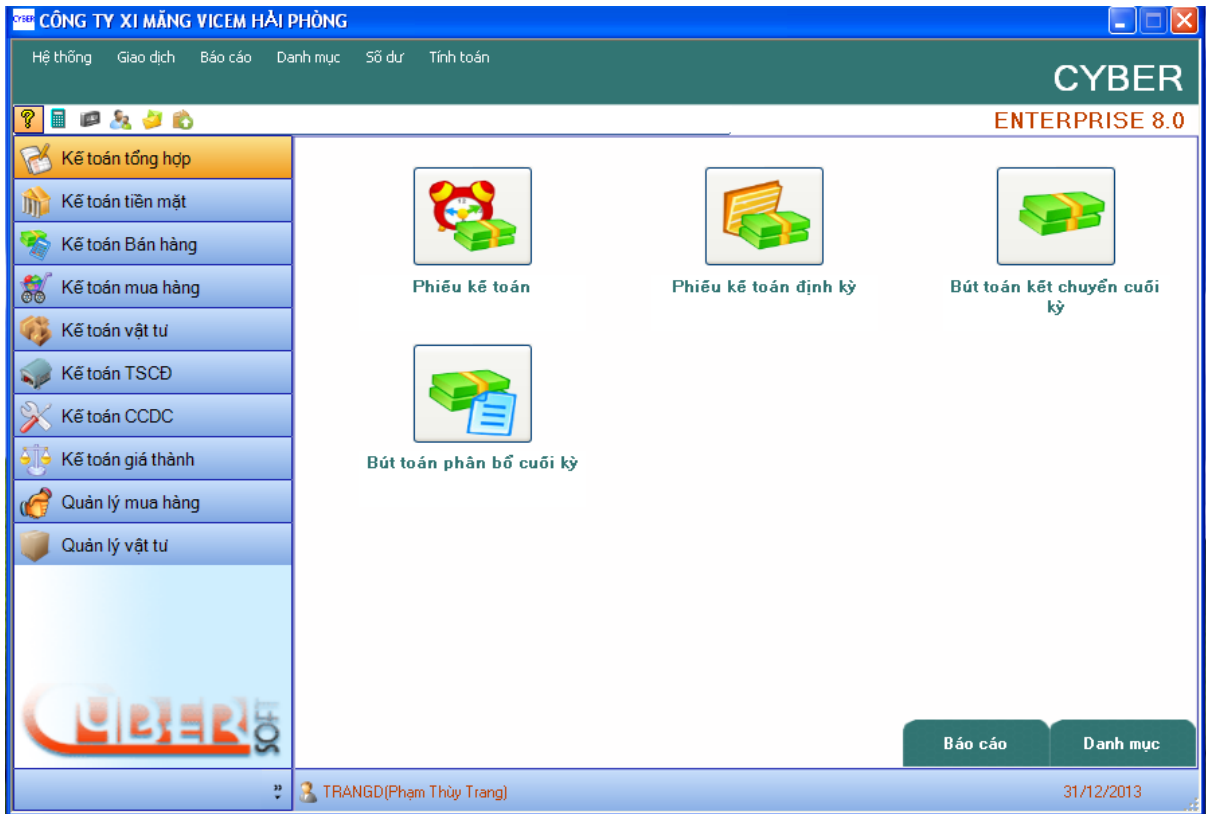 CYBER CÔNG TY XI MĂNG VICEM HẢI PHÒNG
Hệ thống Giao dịch Báo cáo Danh mục Số dư Tính toán
CYBER
ENTERPRISE 8.0
Kế toán tổng hợp
Kế toán tiền mặt
Kế toán Bán hàng
Kế toán mua hàng
Kế toán vật tư
Kế toán TSCĐ
Kế toán CCDC
Kế toán giá thành
Quản lý mua hàng
Quản lý vật tư
Phiếu kế toán
Phiếu kế toán định kỳ
Bút toán kết chuyển cuối
kỳ
Bút toán phân bổ cuối kỳ
CYBER SOFT
Báo cáo
Danh mục
TRANGD(Phạm Thùy Trang)
31/12/2013